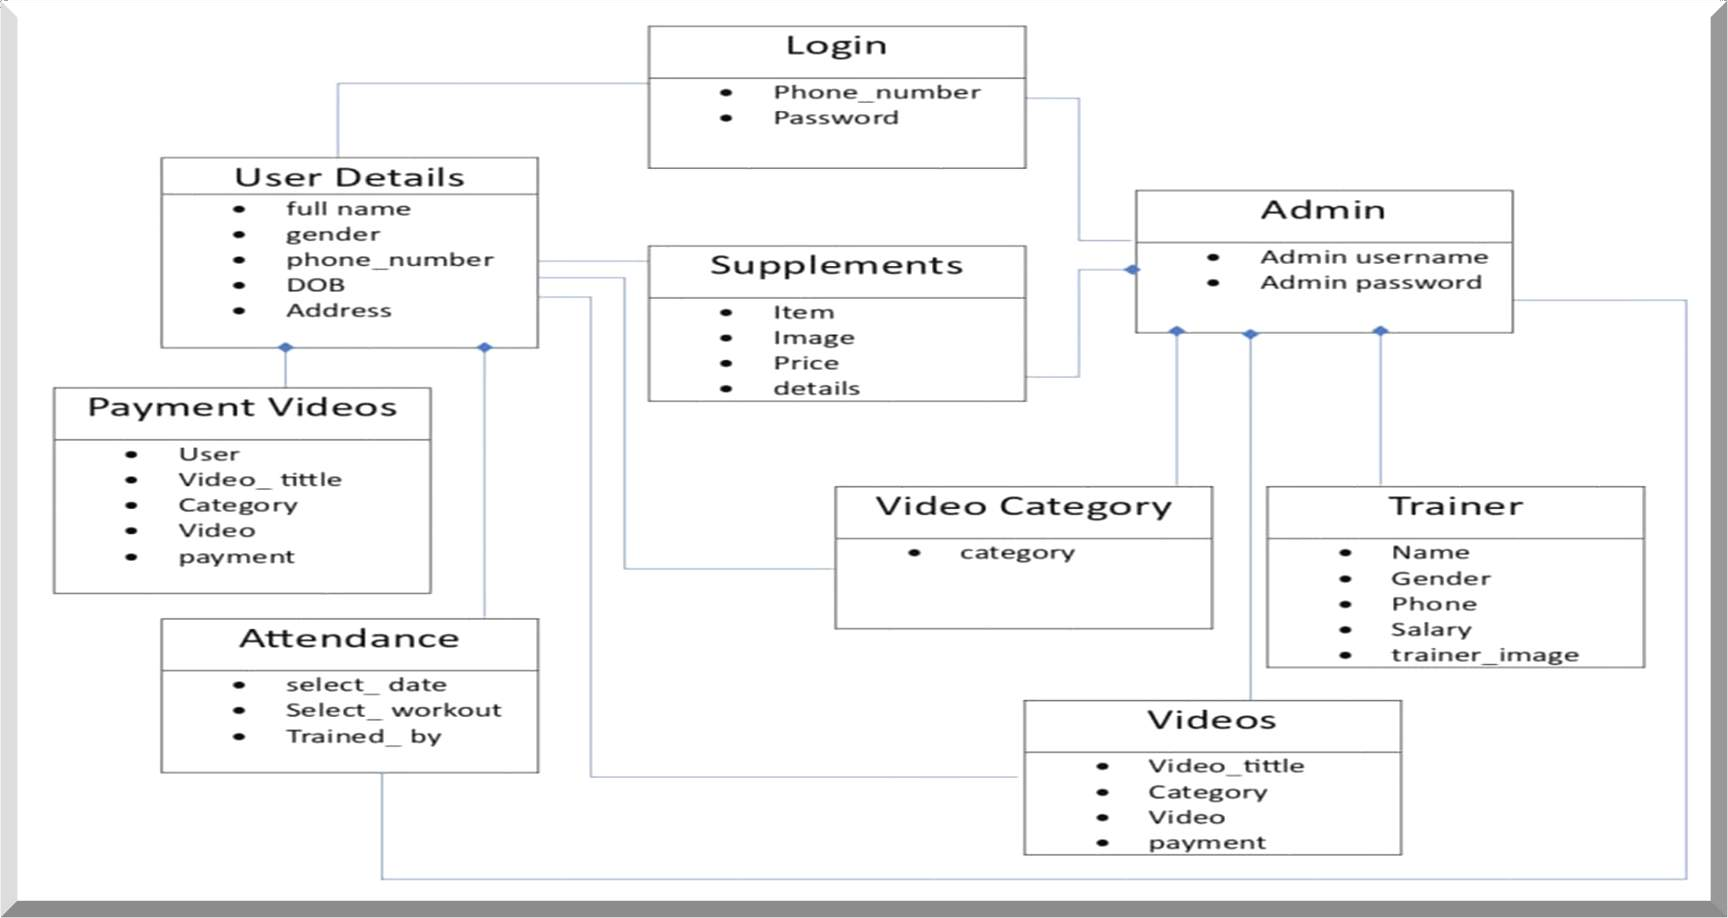 Login
• Phone_number
• Password
User Details
• full name
• gender
• phone_number
• DOB
• Address
Admin
• Admin username
• Admin password
Supplements
• Item
• Image
• Price
• details
Payment Videos
• User
• Video_ tittle
• Category
• Video
• payment
Video Category
• category
Trainer
• Name
• Gender
• Phone
• Salary
• trainer_image
Attendance
• select_ date
• Select_ workout
• Trained_ by
Videos
• Video_tittle
• Category
• Video
• payment